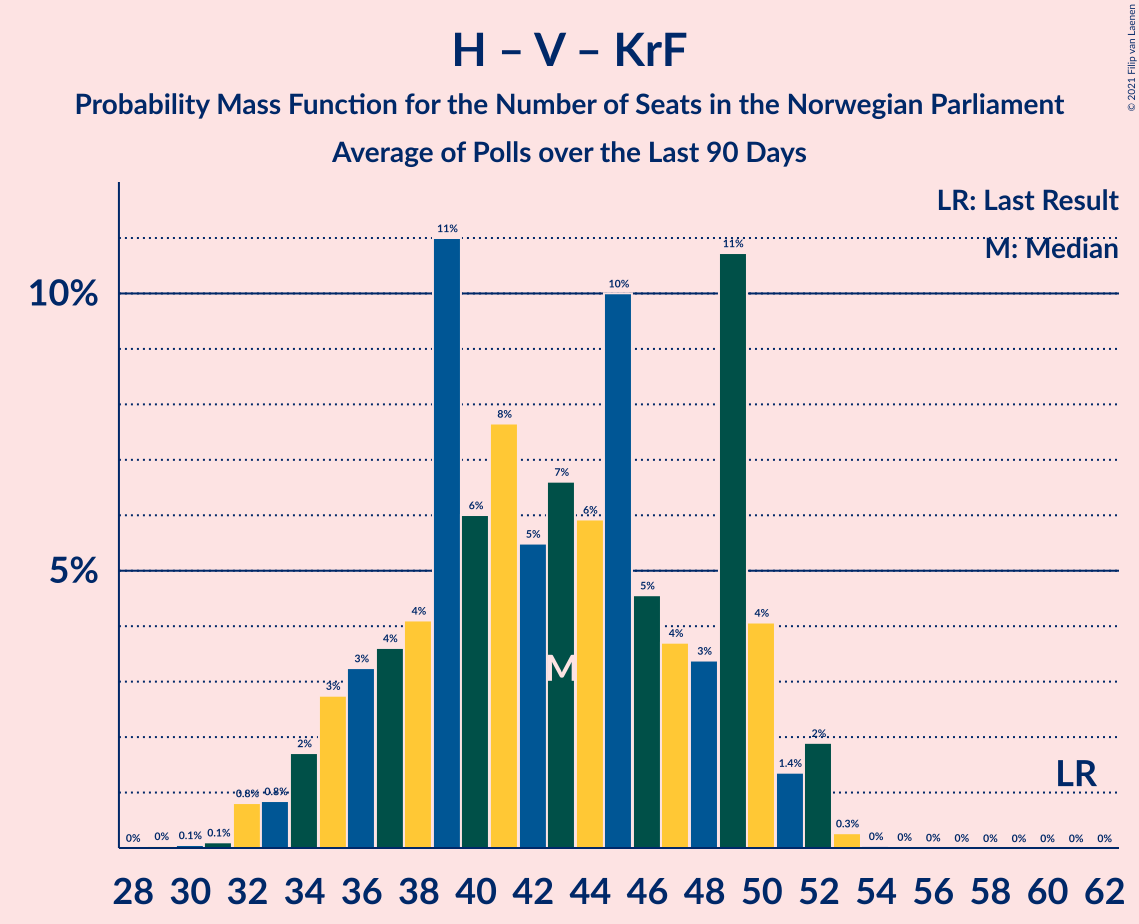 H – V – KrF
Probability Mass Function for the Number of Seats in the Norwegian Parliament
Average of Polls over the Last 90 Days
© 2021 Filip van Laenen
LR: Last Result
M: Median
10%
5%
0% 0% 0.1% 0.1% 0.8% 0.8% 2% 3% 3% 4% 4% 11% 6% 8% 5% 7% 6% 10% 5% 4% 3% 11% 4% 1.4% 2% 0.3% 0% 0% 0% 0% 0% 0% 0% 0% 0%
M
LR
28 30 32 34 36 38 40 42 44 46 48 50 52 54 56 58 60 62